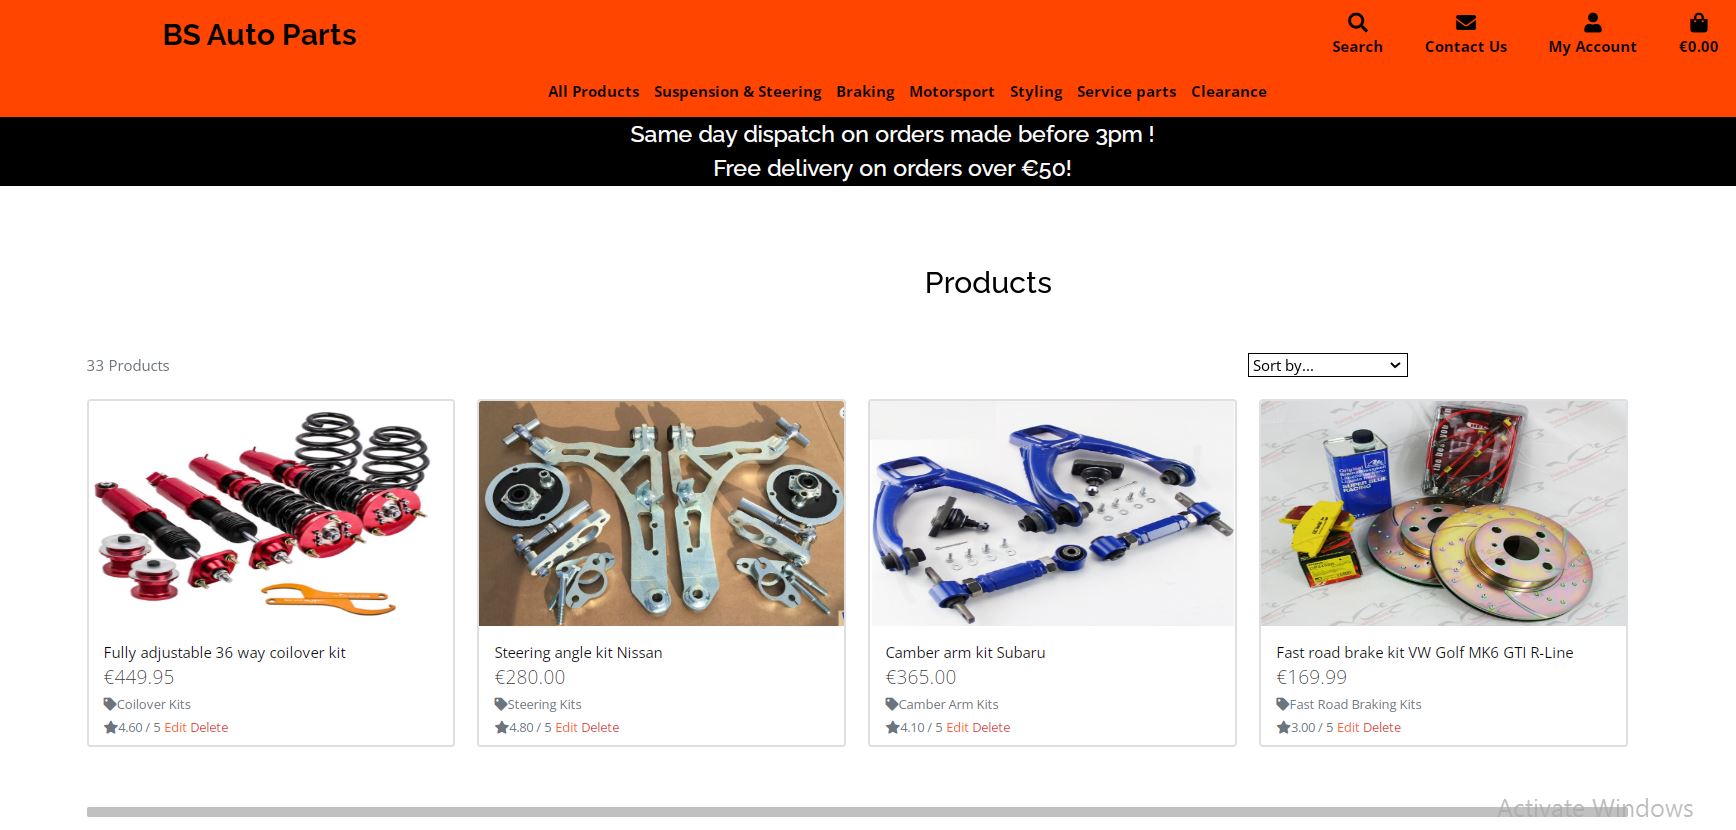 BS Auto Parts
Search
Contact Us
My Account
€0.00
All Products Suspension & Steering Braking Motorsport Styling Service parts Clearance
Same day dispatch on orders made before 3pm !
Free delivery on orders over €50!
Products
33 Products
Sort by...
Fully adjustable 36 way coilover kit
€449.95
Coilover Kits
4.60 / 5 Edit Delete
Steering angle kit Nissan
€280.00
Steering Kits
4.80 / 5 Edit Delete
Camber arm kit Subaru
€365.00
Camber Arm Kits
4.10 / 5 Edit Delete
SUPER BLUE
RACING
Fast road brake kit VW Golf MK6 GTI R-Line
€169.99
Fast Road Braking Kits
3.00 / 5 Edit Delete
Activate Windows